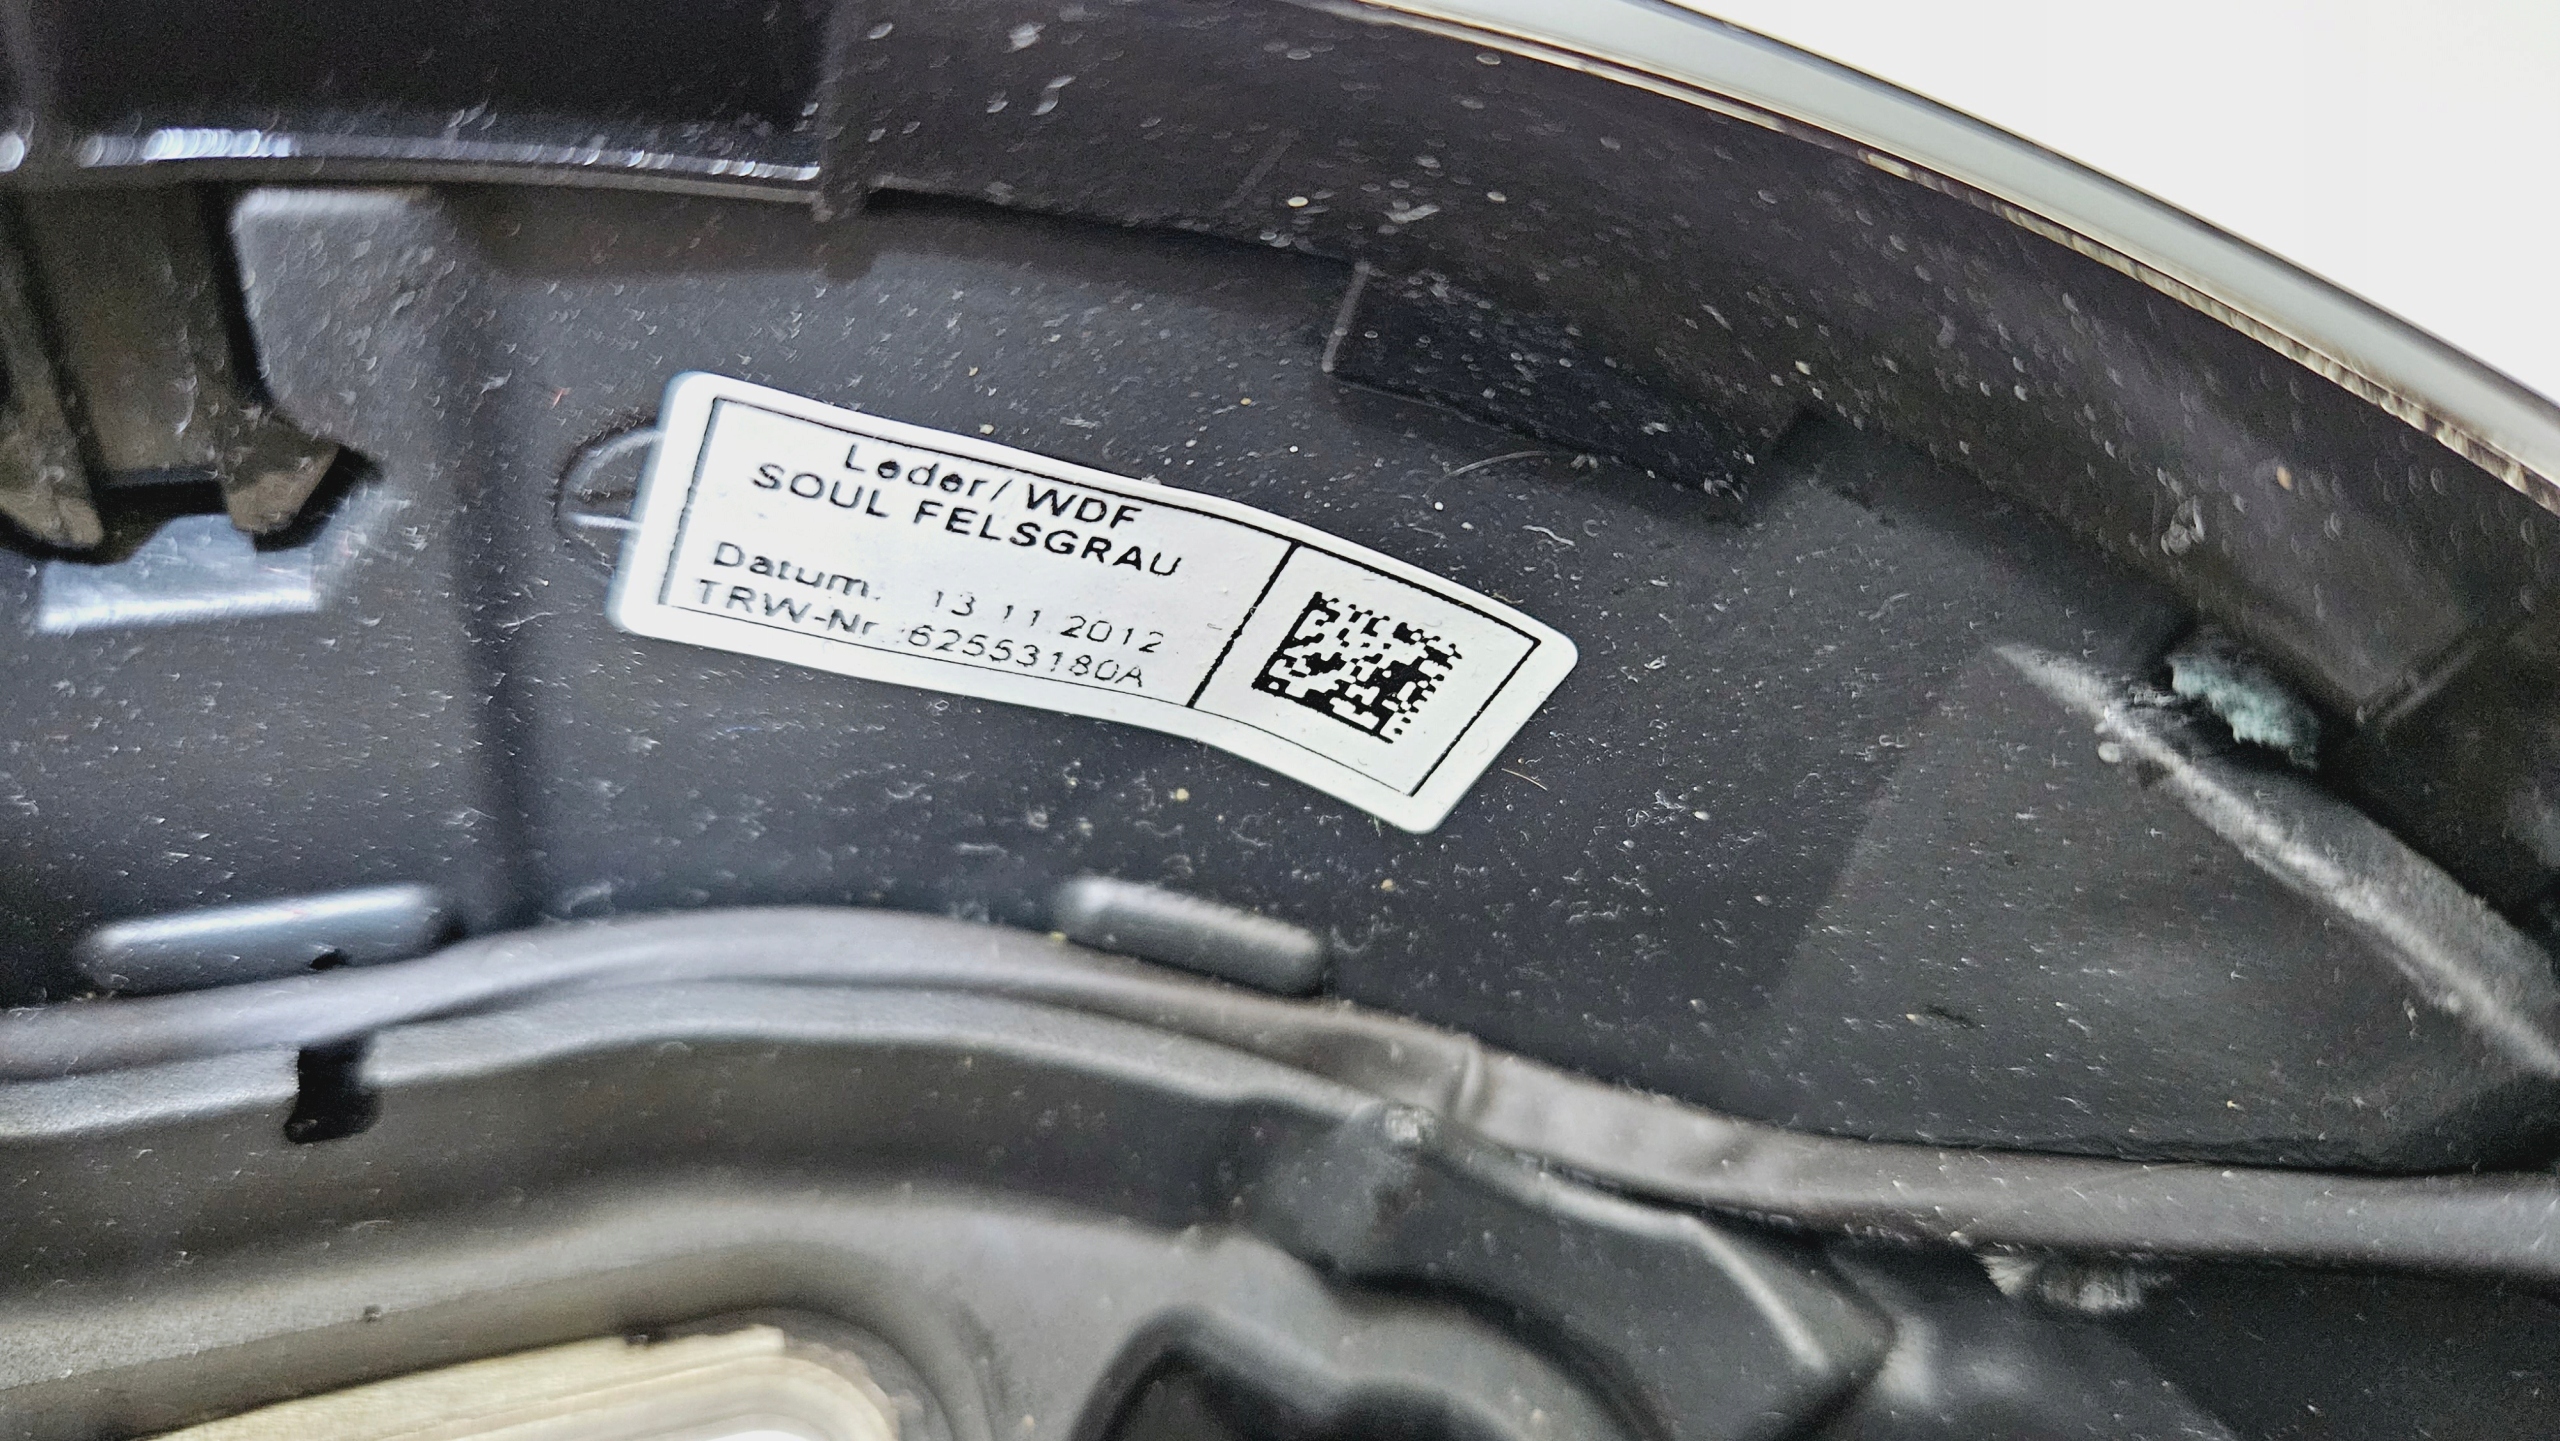 Leder/ WDF
SOUL FELSGRAU
Datum: 13.11.2012
TRW-Nr.:62553180A